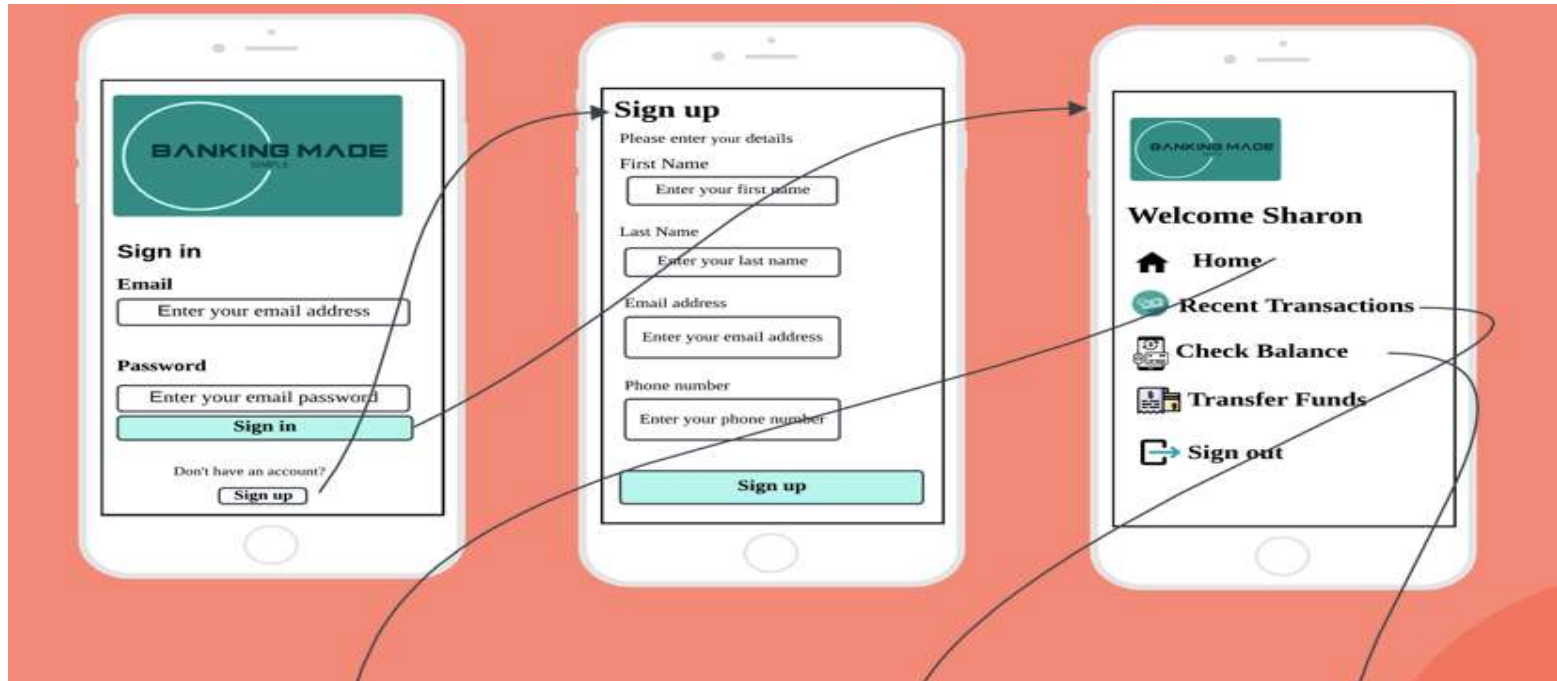 BANKING MADE
SIMPLE
Sign in
Email
Enter your email address
Password
Enter your email password
Sign in
Don't have an account?
Sign up
Sign up
Please enter your details
First Name
Enter your first name
Last Name
Enter your last name
Email address
Enter your email address
Phone number
Enter your phone number
Sign up
BANKING MADE
Welcome Sharon
Home
Recent Transactions
Check Balance
Transfer Funds
Sign out